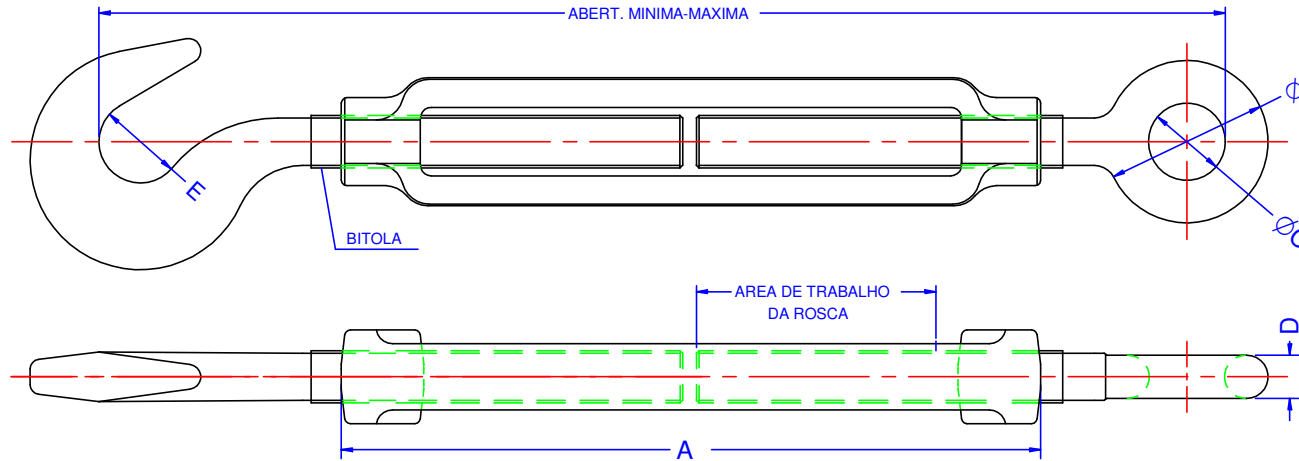 ABERT. MINIMA-MAXIMA
E
BITOLA
AREA DE TRABALHO
DA ROSCA
D
A